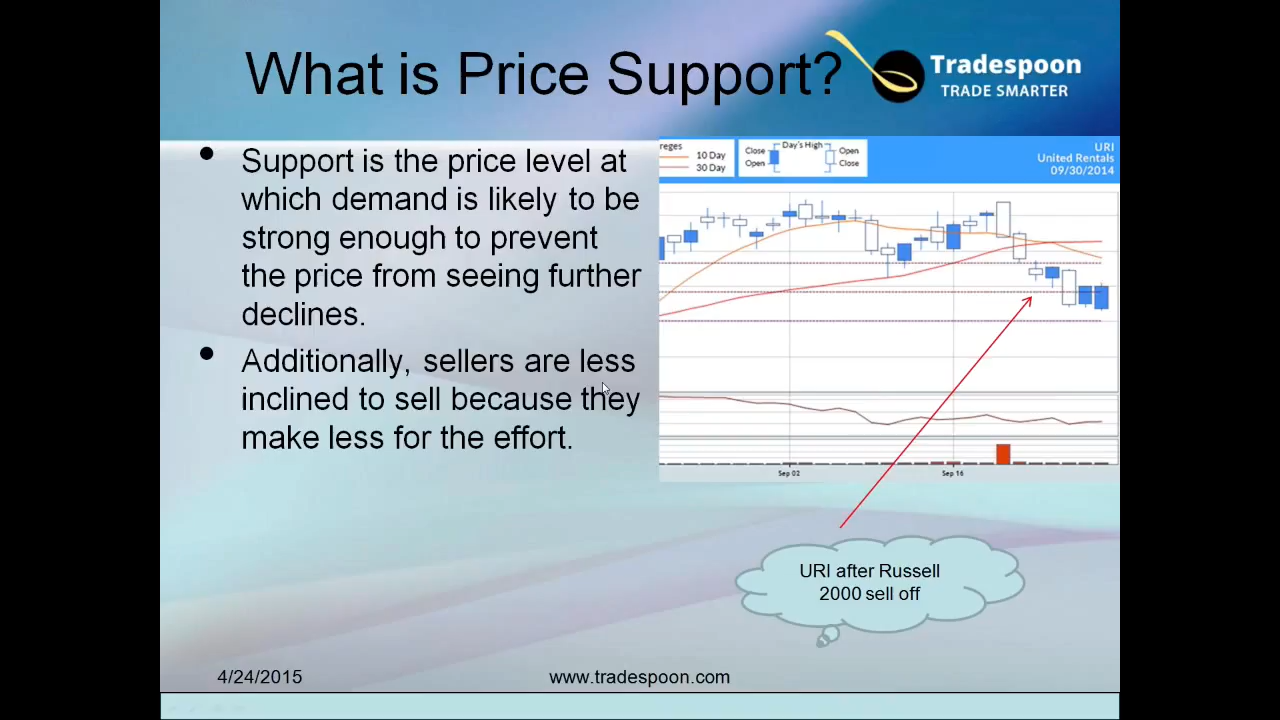 What is Price Support?
Tradespoon
TRADE SMARTER
• Support is the price level at
which demand is likely to be
strong enough to prevent
the price from seeing further
declines.
• Additionally, sellers are less
inclined to sell because they
make less for the effort.
reges
10 Day
30 Day
Day's High
Close
Open
Open
Close
URI
United Rentals
09/30/2014
Sep 02
Sep 16
URI after Russell
2000 sell off
4/24/2015
www.tradespoon.com